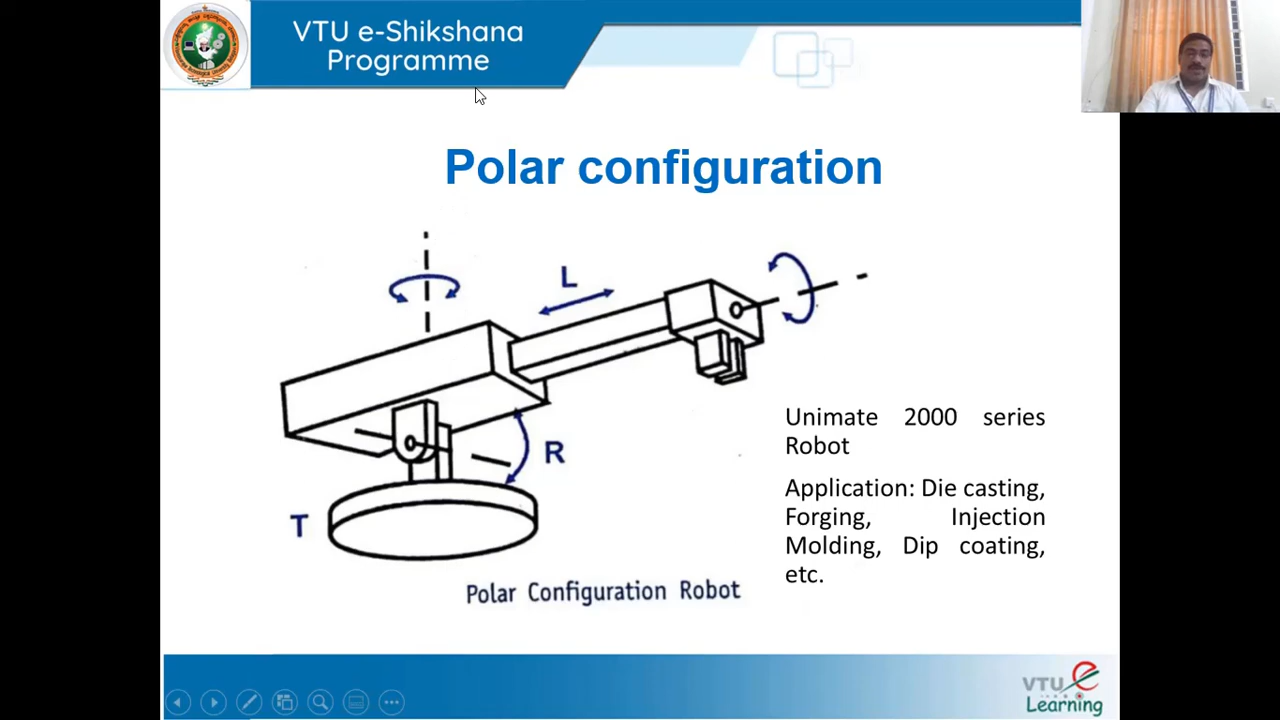 VTU e-Shikshana
Programme
Polar configuration
L
R
T
Unimate 2000 series
Robot
Application: Die casting,
Forging, Injection
Molding, Dip coating,
etc.
Polar Configuration Robot
VTU e
Learning